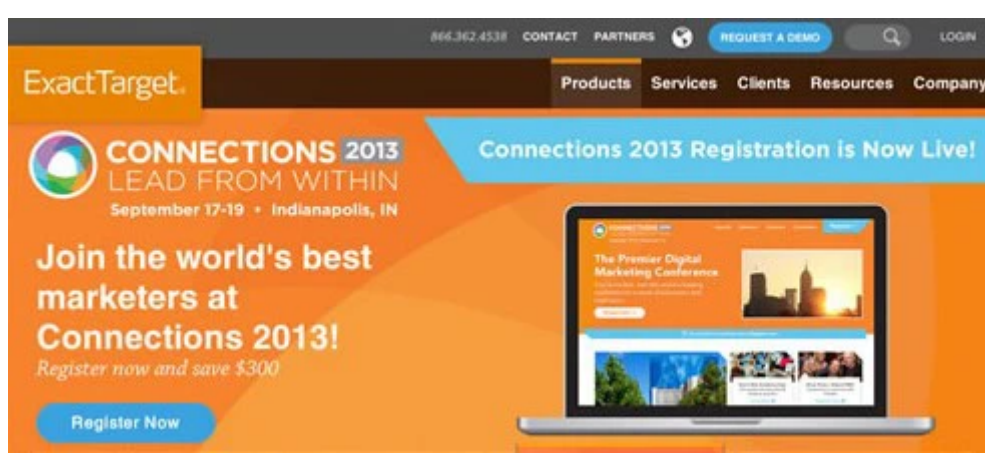 866.362.4538 CONTACT PARTNERS REQUEST A DEMO LOGIN
ExactTarget.
Products Services Clients Resources Company
CONNECTIONS 2013
LEAD FROM WITHIN
September 17-19 • Indianapolis, IN
Connections 2013 Registration is Now Live!
Join the world's best
marketers at
Connections 2013!
Register now and save $300
Register Now
The Premier Digital
Marketing Conference